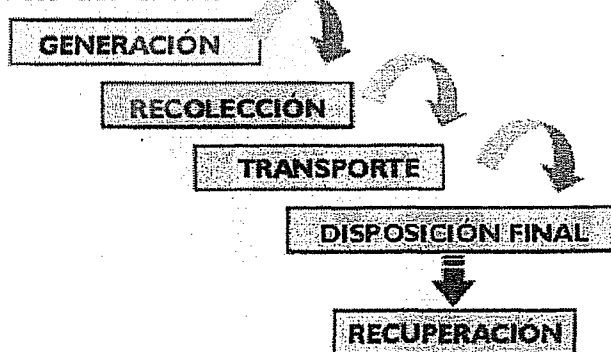 GENERACIÓN
RECOLECCIÓN
TRANSPORTE
DISPOSICIÓN FINAL
RECUPERACIÓN